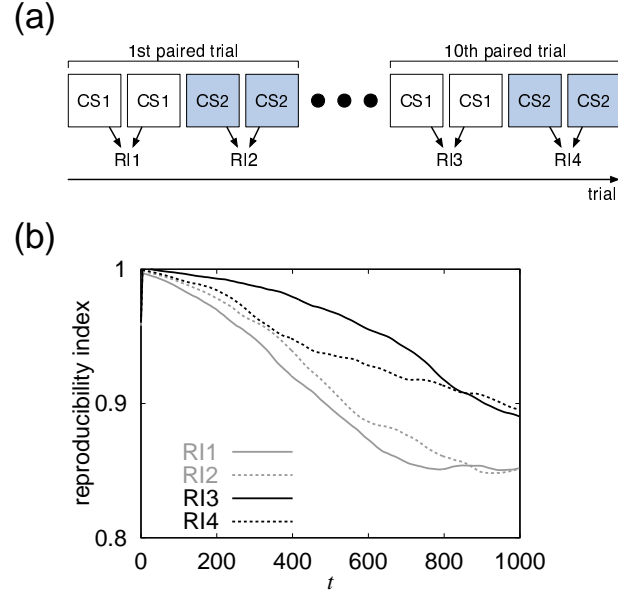 (a)
1st paired trial 10th paired trial
CS1 CS1 CS2 CS2 CS1 CS1 CS2 CS2
RI1 RI2 RI3 RI4
trial
(b)
reproducibility index
1
0.9
0.8
RI1
RI2
RI3
RI4
0 200 400 600 800 1000
t